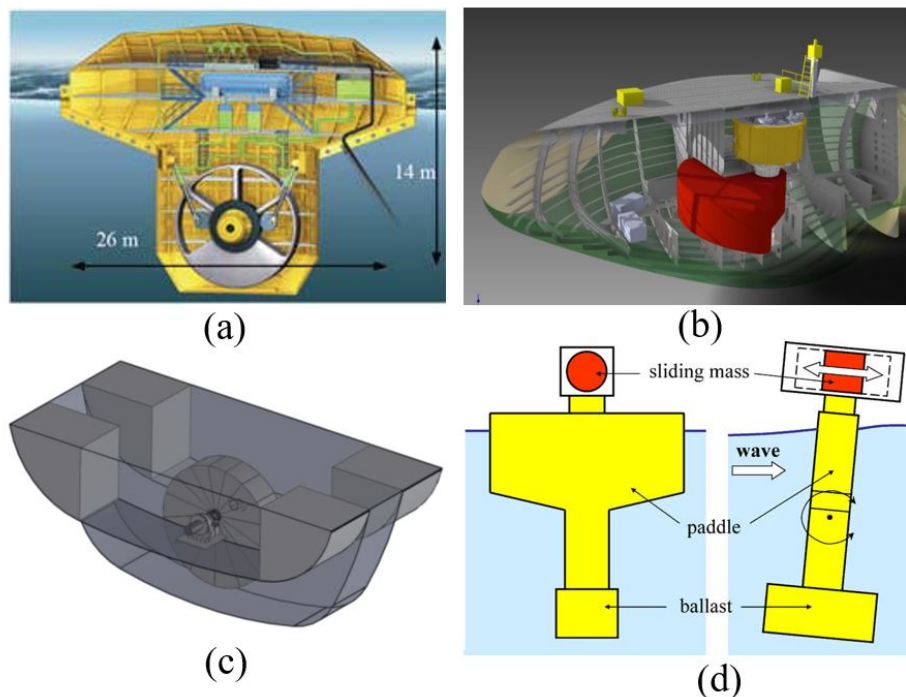 14 m
26 m
(a)
(b)
(c)
sliding mass
wave
paddle
ballast
(d)